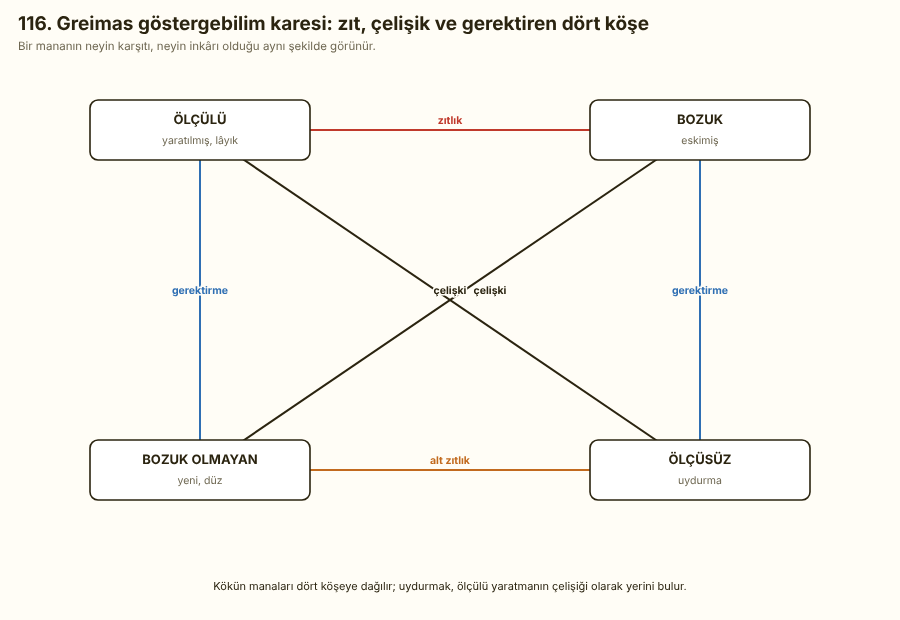 116. Greimas göstergebilim karesi: zıt, çelişik ve gerektiren dört köşe
Bir mananın neyin karşıtı, neyin inkârı olduğu aynı şekilde görünür.
ÖLÇÜLÜ
yaratılmış, lâyık
zıtlık
BOZUK
eskimiş
gerektirme
çelişki
çelişki
gerektirme
BOZUK OLMAYAN
yeni, düz
alt zıtlık
ÖLÇÜSÜZ
uydurma
Kökün manaları dört köşeye dağılır; uydurmak, ölçülü yaratmanın çelişiği olarak yerini bulur.